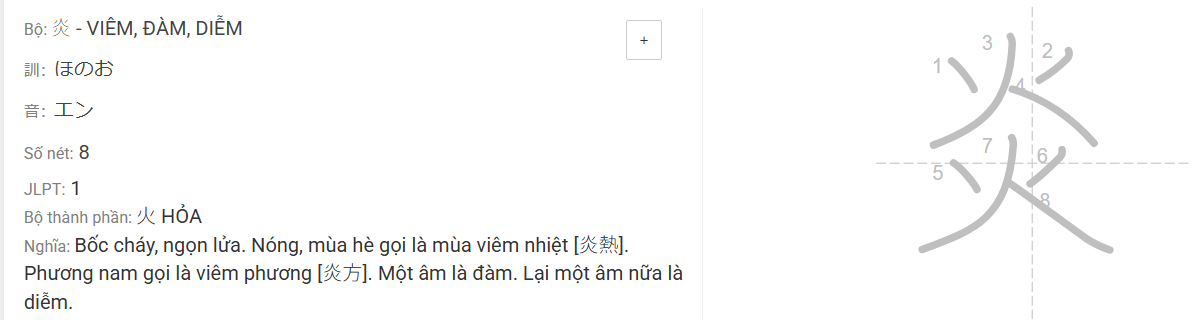 Bộ: 炎 - VIÊM, ĐÀM, DIỄM
+
訓: ほのお
音: エン
Số nét: 8
JLPT: 1
Bộ thành phần: 火 HỎA
Nghĩa: Bốc cháy, ngọn lửa. Nóng, mùa hè gọi là mùa viêm nhiệt [炎熱].
Phương nam gọi là viêm phương [炎方]. Một âm là đàm. Lại một âm nữa là
diễm.
炎
1
2
3
4
5
6
7
8